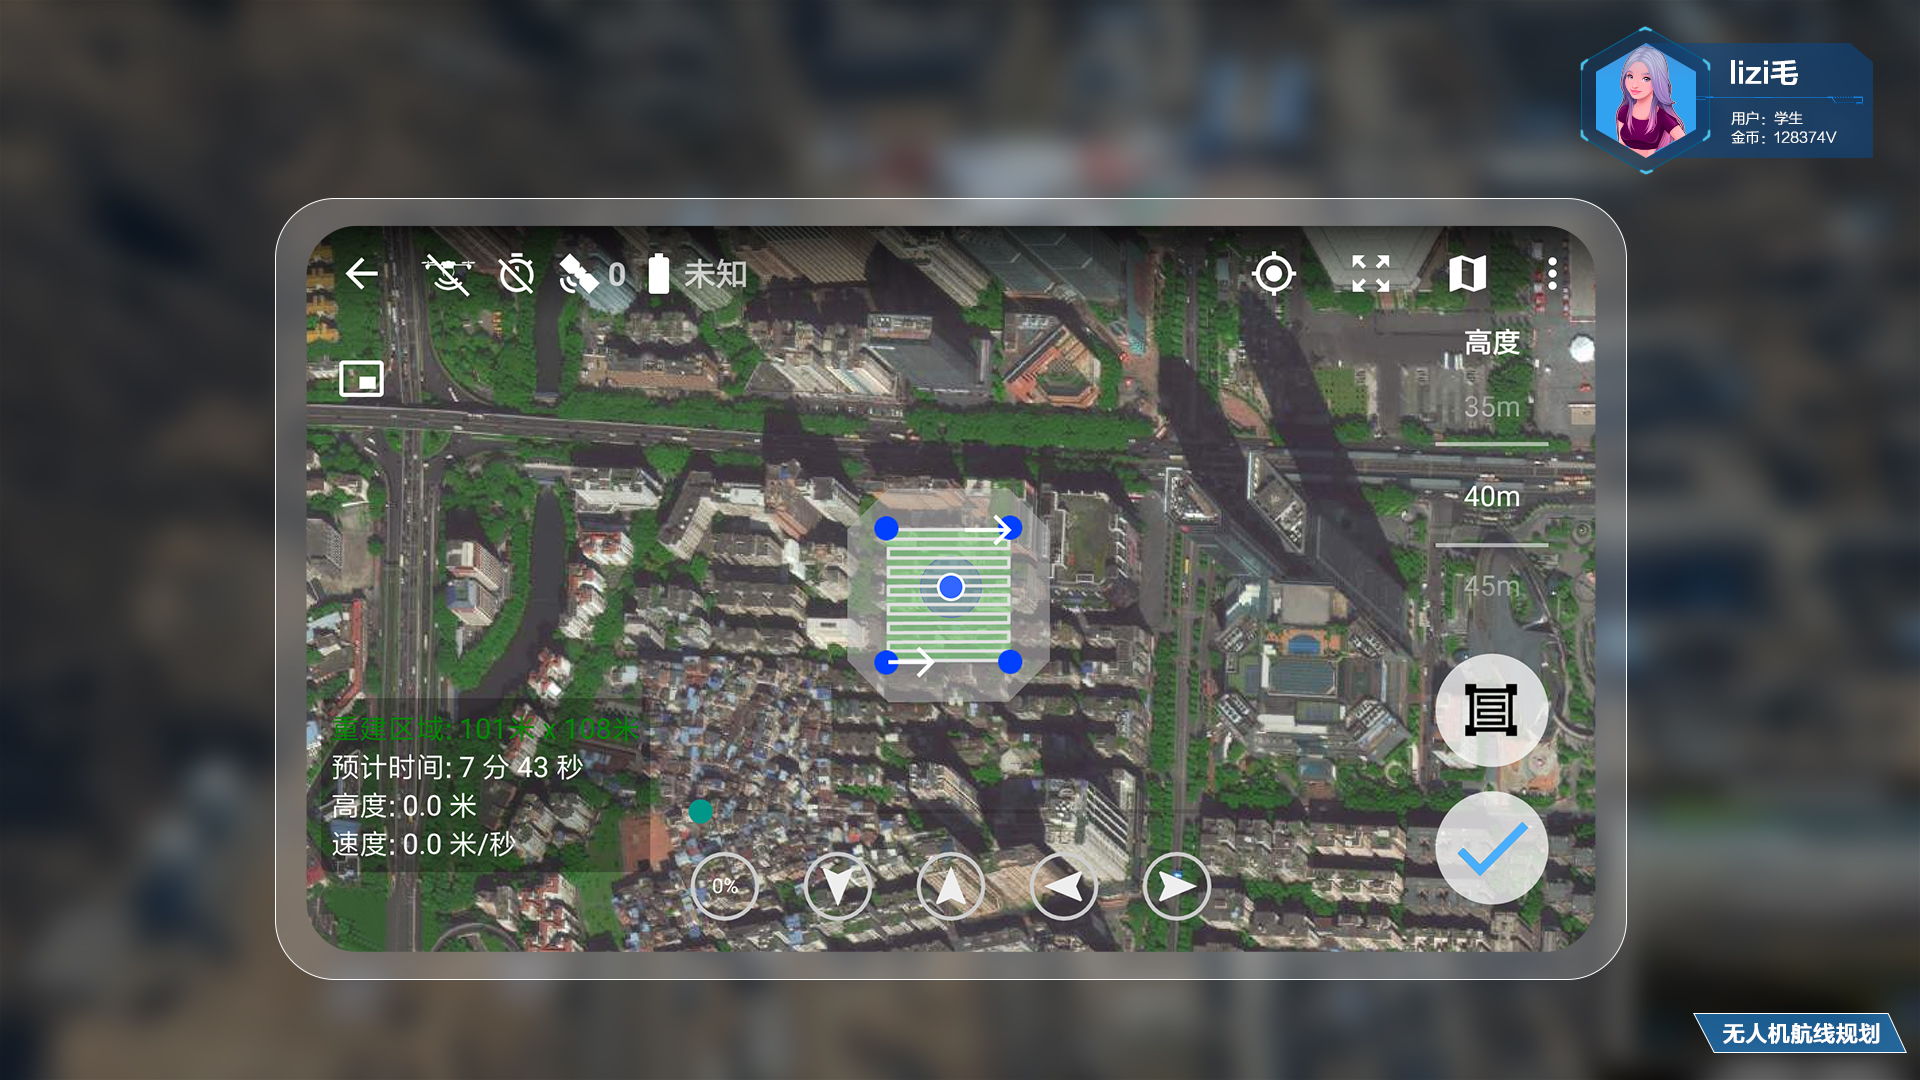 lizi毛
用户：学生
金币：128374V
0
未知
高度
35m
40m
45m
重建区域: 101米 x 108米
预计时间: 7 分 43 秒
高度: 0.0 米
速度: 0.0 米/秒
0%
无人机航线规划